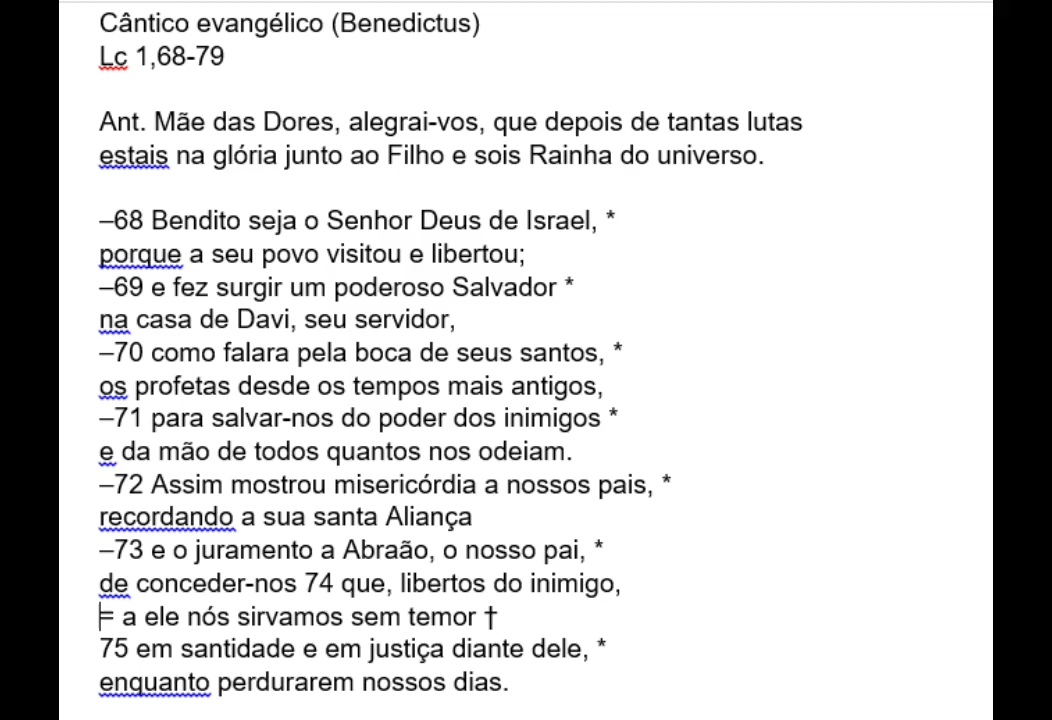 Cântico evangélico (Benedictus)
Lc 1,68-79
Ant. Mãe das Dores, alegrai-vos, que depois de tantas lutas
estais na glória junto ao Filho e sois Rainha do universo.
–68 Bendito seja o Senhor Deus de Israel, *
porque a seu povo visitou e libertou;
–69 e fez surgir um poderoso Salvador *
na casa de Davi, seu servidor,
–70 como falara pela boca de seus santos, *
os profetas desde os tempos mais antigos,
–71 para salvar-nos do poder dos inimigos *
e da mão de todos quantos nos odeiam.
–72 Assim mostrou misericórdia a nossos pais, *
recordando a sua santa Aliança
–73 e o juramento a Abraão, o nosso pai, *
de conceder-nos 74 que, libertos do inimigo,
= a ele nós sirvamos sem temor †
75 em santidade e em justiça diante dele, *
enquanto perdurarem nossos dias.